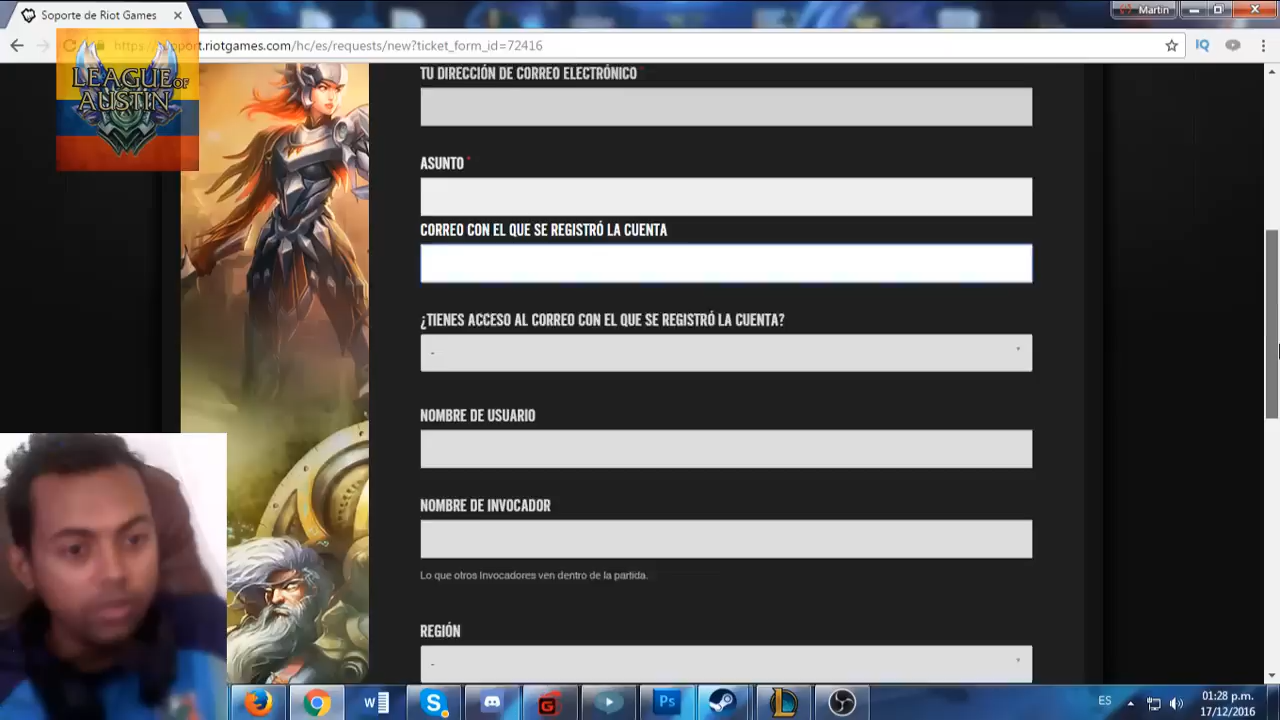 Soporte de Riot Games
Martin
port.riotgames.com/hc/es/requests/new?ticket_form_id=72416
LEAGUE OF
AUSTIN
TU DIRECCIÓN DE CORREO ELECTRÓNICO
ASUNTO *
CORREO CON EL QUE SE REGISTRÓ LA CUENTA
¿TIENES ACCESO AL CORREO CON EL QUE SE REGISTRÓ LA CUENTA?
-
NOMBRE DE USUARIO
NOMBRE DE INVOCADOR
Lo que otros Invocadores ven dentro de la partida.
REGIÓN
-
ES
01:28 p.m.
17/12/2016